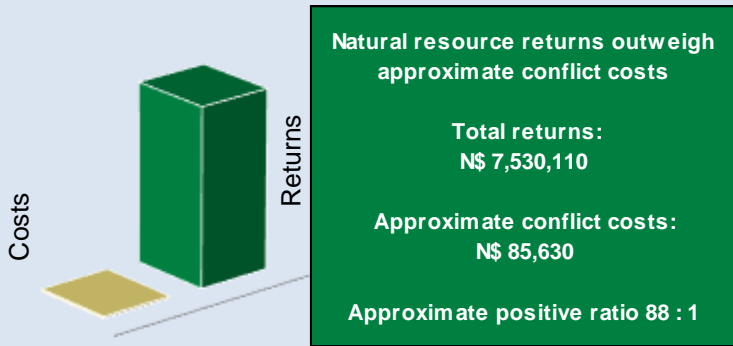 Costs
Returns
Natural resource returns outweigh
approximate conflict costs
Total returns:
N$ 7,530,110
Approximate conflict costs:
N$ 85,630
Approximate positive ratio 88 : 1